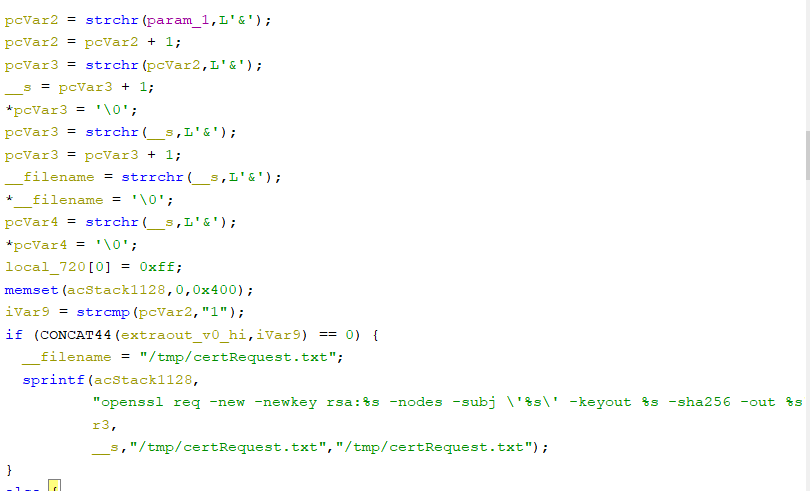 pcVar2 = strchr(param_1,L'&');
pcVar2 = pcVar2 + 1;
pcVar3 = strchr(pcVar2,L'&');
__s = pcVar3 + 1;
*pcVar3 = '\0';
pcVar3 = strchr(__s,L'&');
pcVar3 = pcVar3 + 1;
__filename = strrchr(__s,L'&');
*__filename = '\0';
pcVar4 = strchr(__s,L'&');
*pcVar4 = '\0';
local_720[0] = 0xff;
memset(acStack1128,0,0x400);
iVar9 = strcmp(pcVar2,"1");
if (CONCAT44(extraout_v0_hi,iVar9) == 0) {
__filename = "/tmp/certRequest.txt";
sprintf(acStack1128,
"openssl req -new -newkey rsa:%s -nodes -subj \'%s\' -keyout %s -sha256 -out %s
r3,
__s,"/tmp/certRequest.txt","/tmp/certRequest.txt");
}
else {